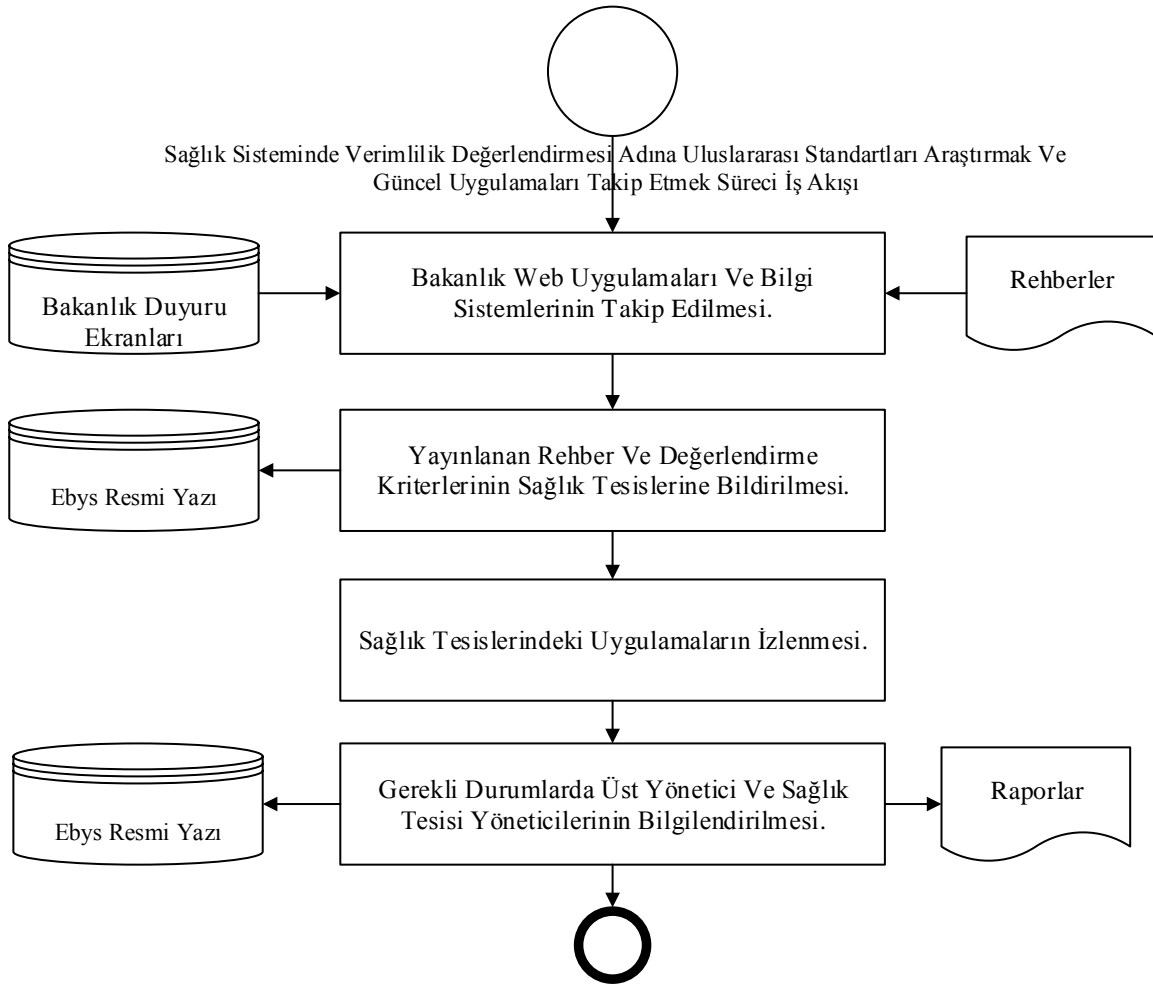 Sağlık Sisteminde Verimlilik Değerlendirmesi Adına Uluslararası Standartları Araştırmak Ve
Güncel Uygulamaları Takip Etmek Süreci İş Akışı
Bakanlık Duyuru
Ekranları
Bakanlık Web Uygulamaları Ve Bilgi
Sistemlerinin Takip Edilmesi.
Rehberler
Ebys Resmi Yazı
Yayınlanan Rehber Ve Değerlendirme
Kriterlerinin Sağlık Tesislerine Bildirilmesi.
Sağlık Tesislerindeki Uygulamaların İzlenmesi.
Ebys Resmi Yazı
Gerekli Durumlarda Üst Yönetici Ve Sağlık
Tesisi Yöneticilerinin Bilgilendirilmesi.
Raporlar